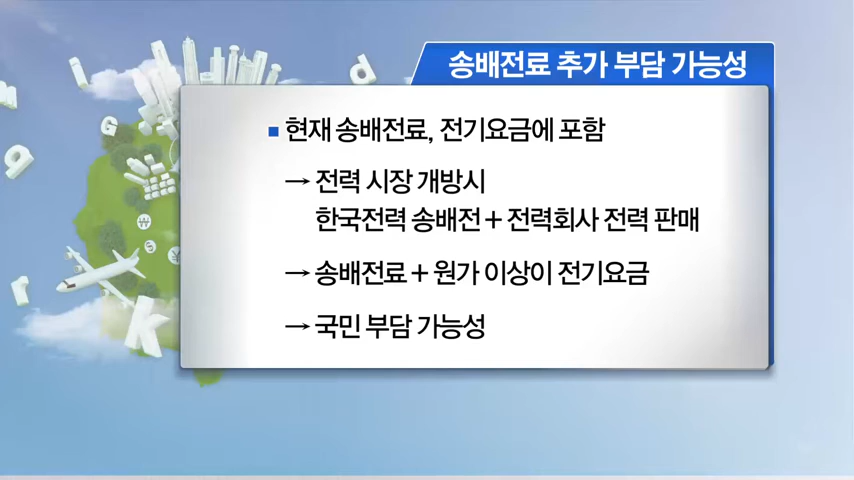 송배전료 추가 부담 가능성
■ 현재 송배전료, 전기요금에 포함
→ 전력 시장 개방시
한국전력 송배전 + 전력회사 전력 판매
→ 송배전료 + 원가 이상이 전기요금
→ 국민 부담 가능성
d
G
g
₩
$
¥
r
k